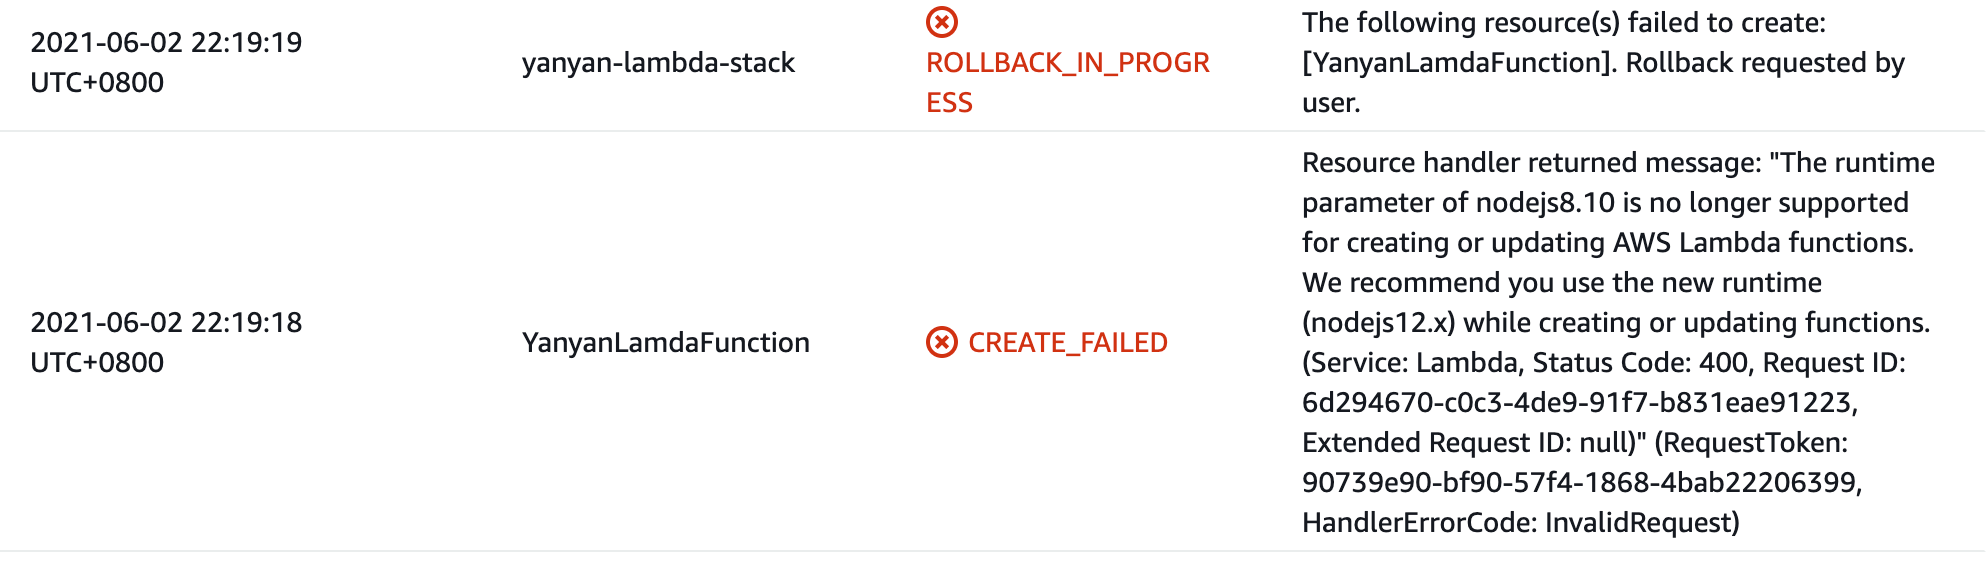 2021-06-02 22:19:19
UTC+0800
yanyan-lambda-stack
ROLLBACK_IN_PROGR
ESS
The following resource(s) failed to create:
[YanyanLamdaFunction]. Rollback requested by
user.
2021-06-02 22:19:18
UTC+0800
YanyanLamdaFunction
CREATE_FAILED
Resource handler returned message: "The runtime
parameter of nodejs8.10 is no longer supported
for creating or updating AWS Lambda functions.
We recommend you use the new runtime
(nodejs12.x) while creating or updating functions.
(Service: Lambda, Status Code: 400, Request ID:
6d294670-c0c3-4de9-91f7-b831eae91223,
Extended Request ID: null)" (RequestToken:
90739e90-bf90-57f4-1868-4bab22206399,
HandlerErrorCode: InvalidRequest)